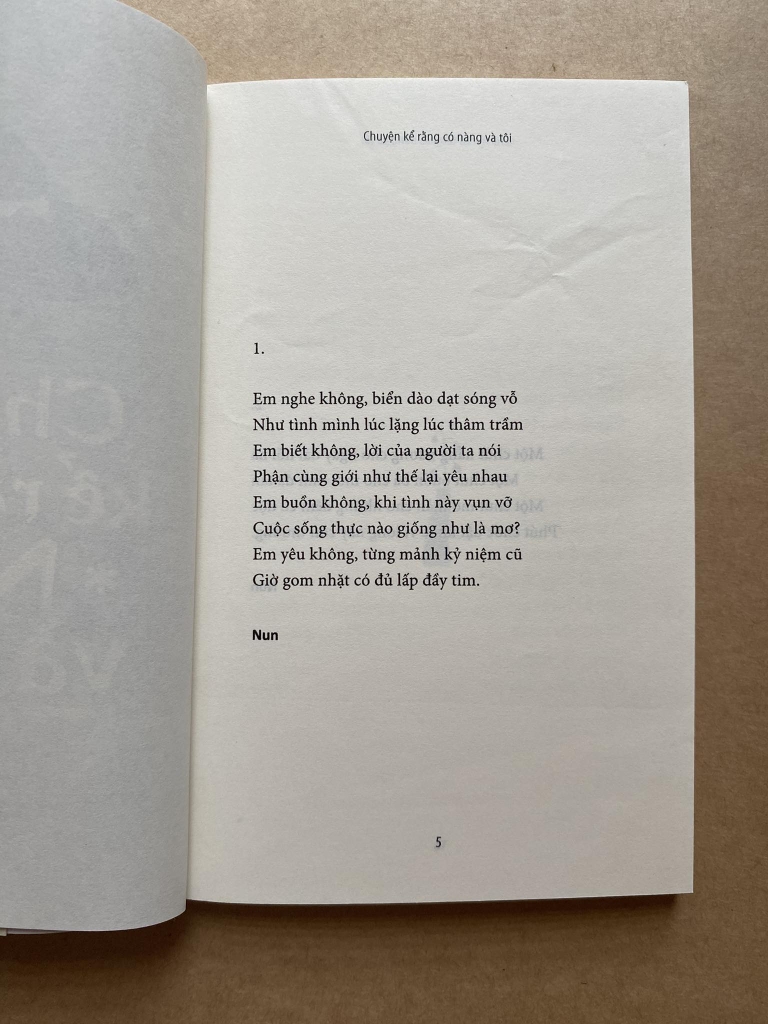 Chuyện kể rằng có nàng và tôi
1.
Em nghe không, biển dào dạt sóng vỗ
Như tình mình lúc lặng lúc thâm trầm
Em biết không, lời của người ta nói
Phận cùng giới như thế lại yêu nhau
Em buồn không, khi tình này vụn vỡ
Cuộc sống thực nào giống như là mơ?
Em yêu không, từng mảnh kỷ niệm cũ
Giờ gom nhặt có đủ lấp đầy tim.
Nun
5